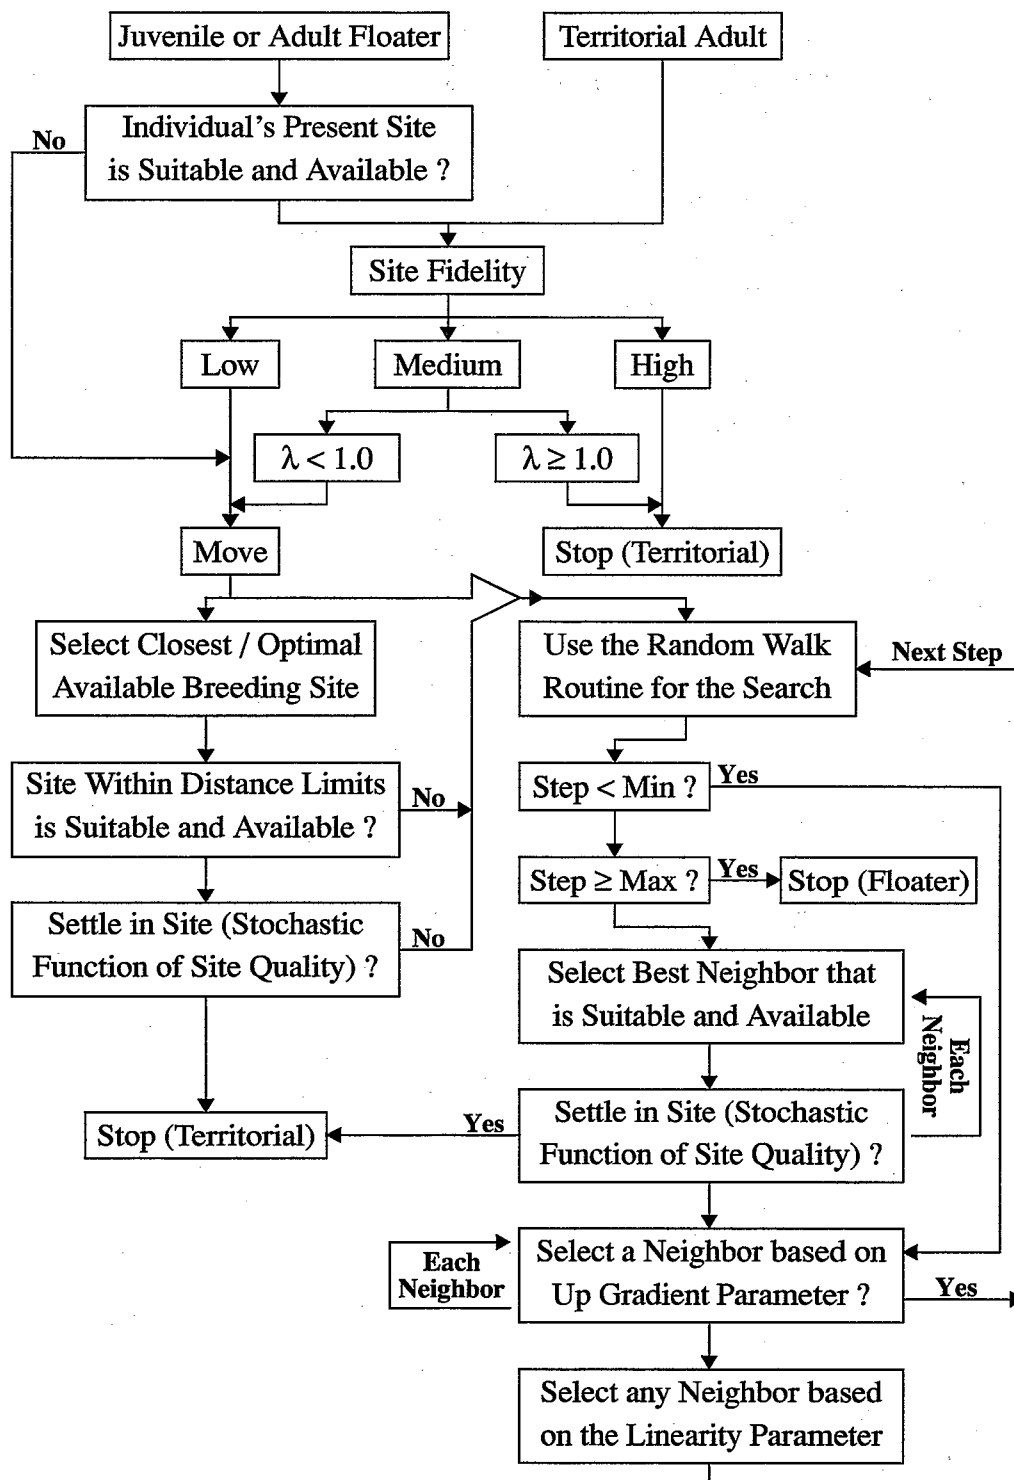 Juvenile or Adult Floater
Territorial Adult
No
Individual's Present Site
is Suitable and Available ?
Site Fidelity
Low
Medium
High
λ < 1.0
λ ≥ 1.0
Move
Stop (Territorial)
Select Closest / Optimal
Available Breeding Site
Use the Random Walk
Routine for the Search
Next Step
Site Within Distance Limits
is Suitable and Available ?
No
Step < Min ?
Yes
Step ≥ Max ?
Yes
Stop (Floater)
Settle in Site (Stochastic
Function of Site Quality) ?
No
Select Best Neighbor that
is Suitable and Available
Each
Neighbor
Stop (Territorial)
Yes
Settle in Site (Stochastic
Function of Site Quality) ?
Each
Neighbor
Select a Neighbor based on
Up Gradient Parameter ?
Yes
Select any Neighbor based
on the Linearity Parameter